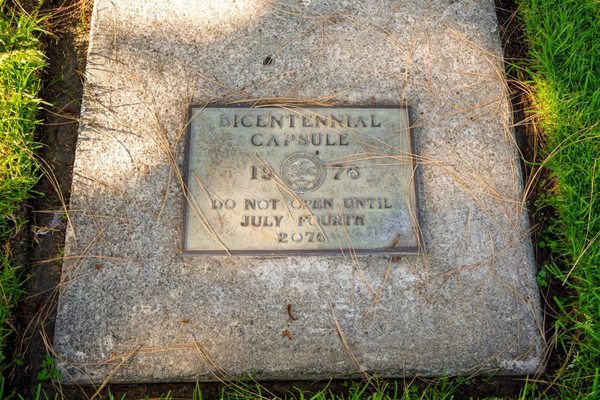 BICENTENNIAL
CAPSULE
1976
DO NOT OPEN UNTIL
JULY FOURTH
2076